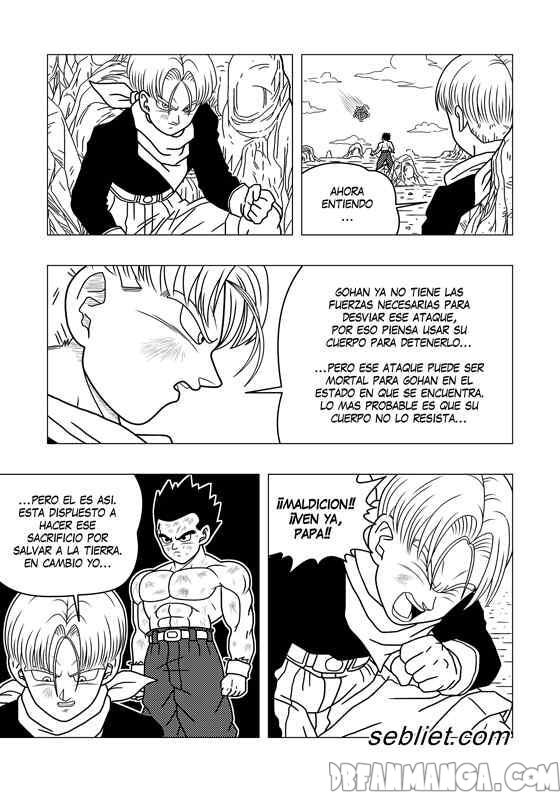 AHORA
ENTIENDO
...
GOHAN YA NO TIENE LAS
FUERZAS NECESARIAS PARA
DESVIAR ESE ATAQUE,
POR ESO PIENSA USAR SU
CUERPO PARA DETENERLO...
...PERO ESE ATAQUE PUEDE SER
MORTAL PARA GOHAN EN EL
ESTADO EN QUE SE ENCUENTRA.
LO MAS PROBABLE ES QUE SU
CUERPO NO LO RESISTA...
...PERO EL ES ASI.
ESTA DISPUESTO A
HACER ESE
SACRIFICIO POR
SALVAR A LA TIERRA.
EN CAMBIO YO...
¡¡MALDICION!!
¡¡VEN YA,
PAPA!!
sebliet.com
DBFANMANGA.COM